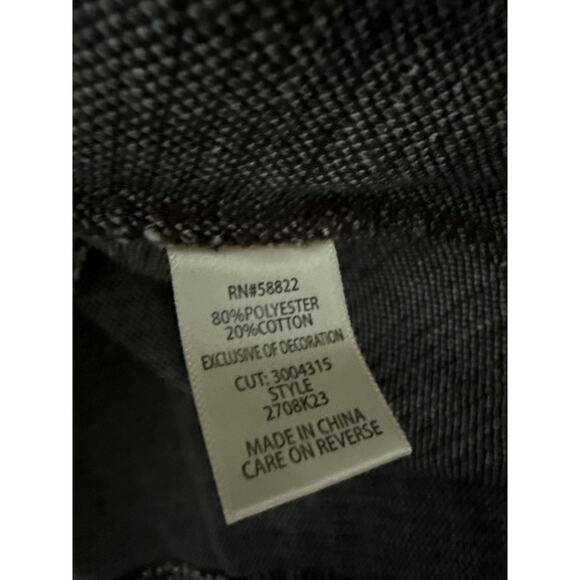 RN#58822
80%POLYESTER
20%COTTON
EXCLUSIVE OF DECORATION
CUT: 3004315
STYLE
2708K23
MADE IN CHINA
CARE ON REVERSE